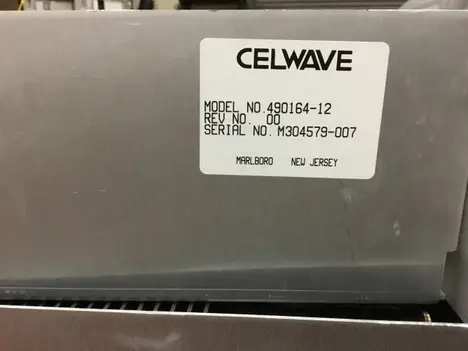 CELWAVE
MODEL NO.490164-12
REV NO. 00
SERIAL NO. M304579-007
MARLBORO NEW JERSEY